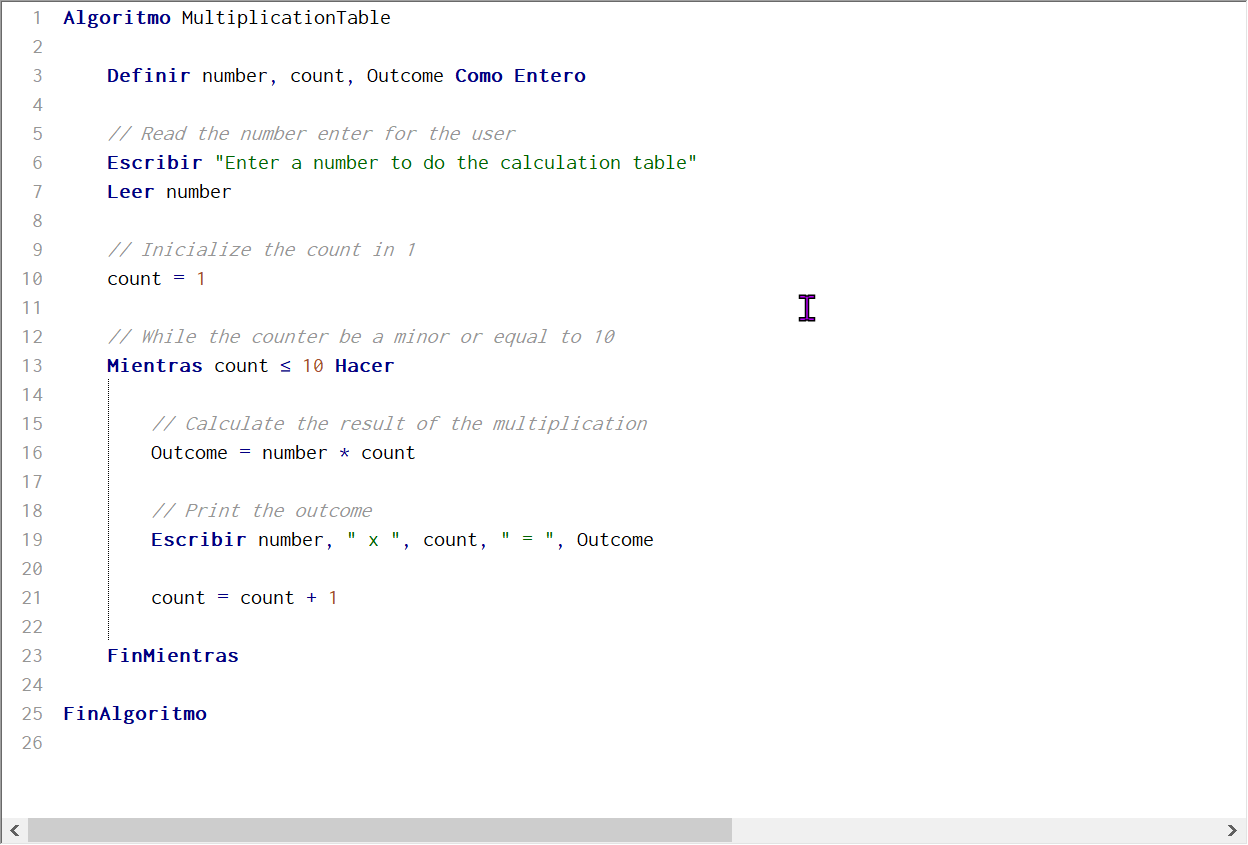 1 Algoritmo MultiplicationTable
2
3 Definir number, count, Outcome Como Entero
4
5 // Read the number enter for the user
6 Escribir "Enter a number to do the calculation table"
7 Leer number
8
9 // Inicialize the count in 1
10 count = 1
11
12 // While the counter be a minor or equal to 10
13 Mientras count ≤ 10 Hacer
14
15 // Calculate the result of the multiplication
16 Outcome = number * count
17
18 // Print the outcome
19 Escribir number, " x ", count, " = ", Outcome
20
21 count = count + 1
22
23 FinMientras
24
25 FinAlgoritmo
26